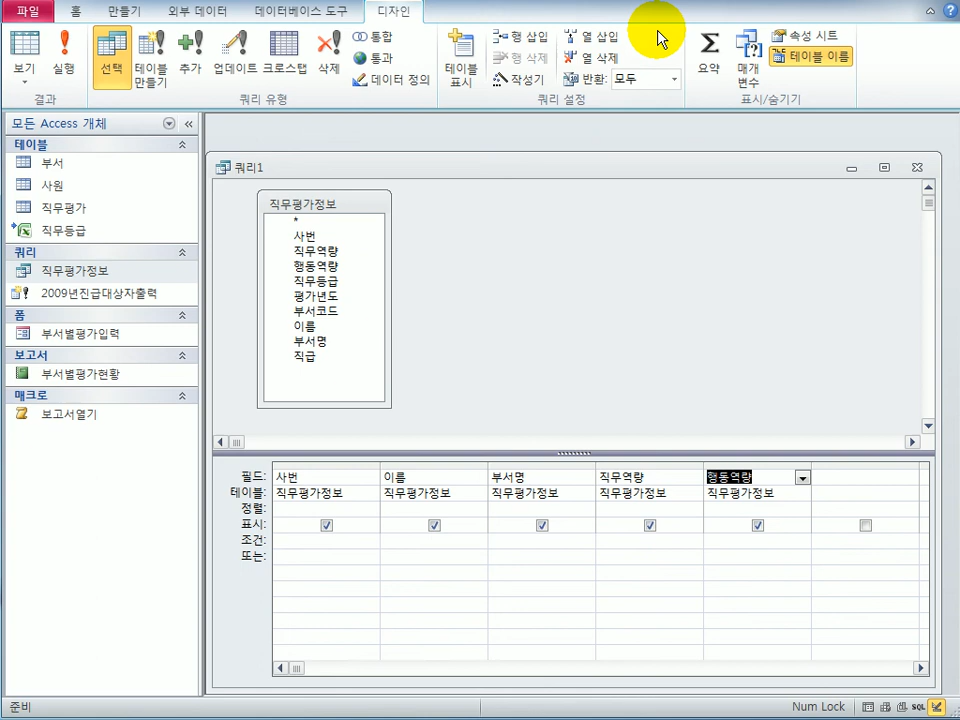 파일 홈 만들기 외부 데이터 데이터베이스 도구 디자인
보기 실행 선택 테이블 만들기 추가 업데이트 크로스탭 삭제 통합 통과 데이터 정의
테이블 표시 행 삽입 행 삭제 작성기 열 삽입 열 삭제 반환: 모두
요약 매개 변수 속성 시트 테이블 이름
결과 쿼리 유형 쿼리 설정 표시/숨기기
모든 Access 개체
테이블
부서
사원
직무평가
직무등급
쿼리
직무평가정보
2009년진급대상자출력
폼
부서별평가입력
보고서
부서별평가현황
매크로
보고서열기
쿼리1
직무평가정보
*
사번
직무역량
행동역량
직무등급
평가년도
부서코드
이름
부서명
직급
필드: 사번 이름 부서명 직무역량 행동역량
테이블: 직무평가정보 직무평가정보 직무평가정보 직무평가정보 직무평가정보
정렬:
표시:
조건:
또는:
준비 Num Lock SQL